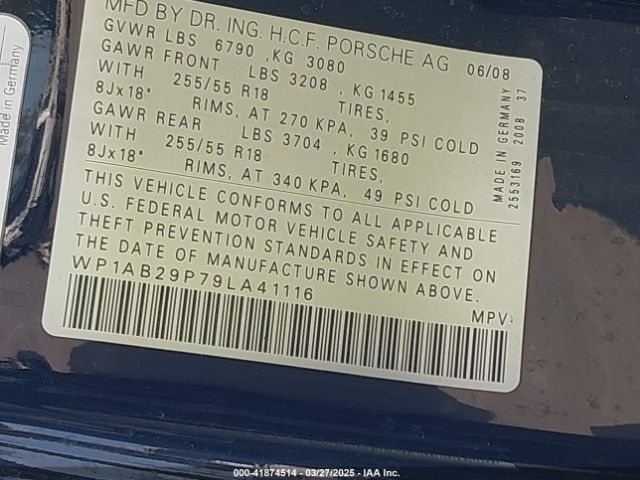 MFD BY DR. ING. H.C.F. PORSCHE AG 06/08
GVWR LBS 6790 ,KG 3080
GAWR FRONT LBS 3208 , KG 1455
WITH 255/55 R18 TIRES,
8Jx18" RIMS, AT 270 KPA, 39 PSI COLD
GAWR REAR LBS 3704 , KG 1680
WITH 255/55 R18 TIRES,
8Jx18" RIMS, AT 340 KPA, 49 PSI COLD
THIS VEHICLE CONFORMS TO ALL APPLICABLE
U.S. FEDERAL MOTOR VEHICLE SAFETY AND
THEFT PREVENTION STANDARDS IN EFFECT ON
THE DATE OF MANUFACTURE SHOWN ABOVE.
WP1AB29P79LA41116
MPV
MADE IN GERMANY
2553169 2008 37
Made in Germany
000-41874514 - 03/27/2025 - IAA Inc.